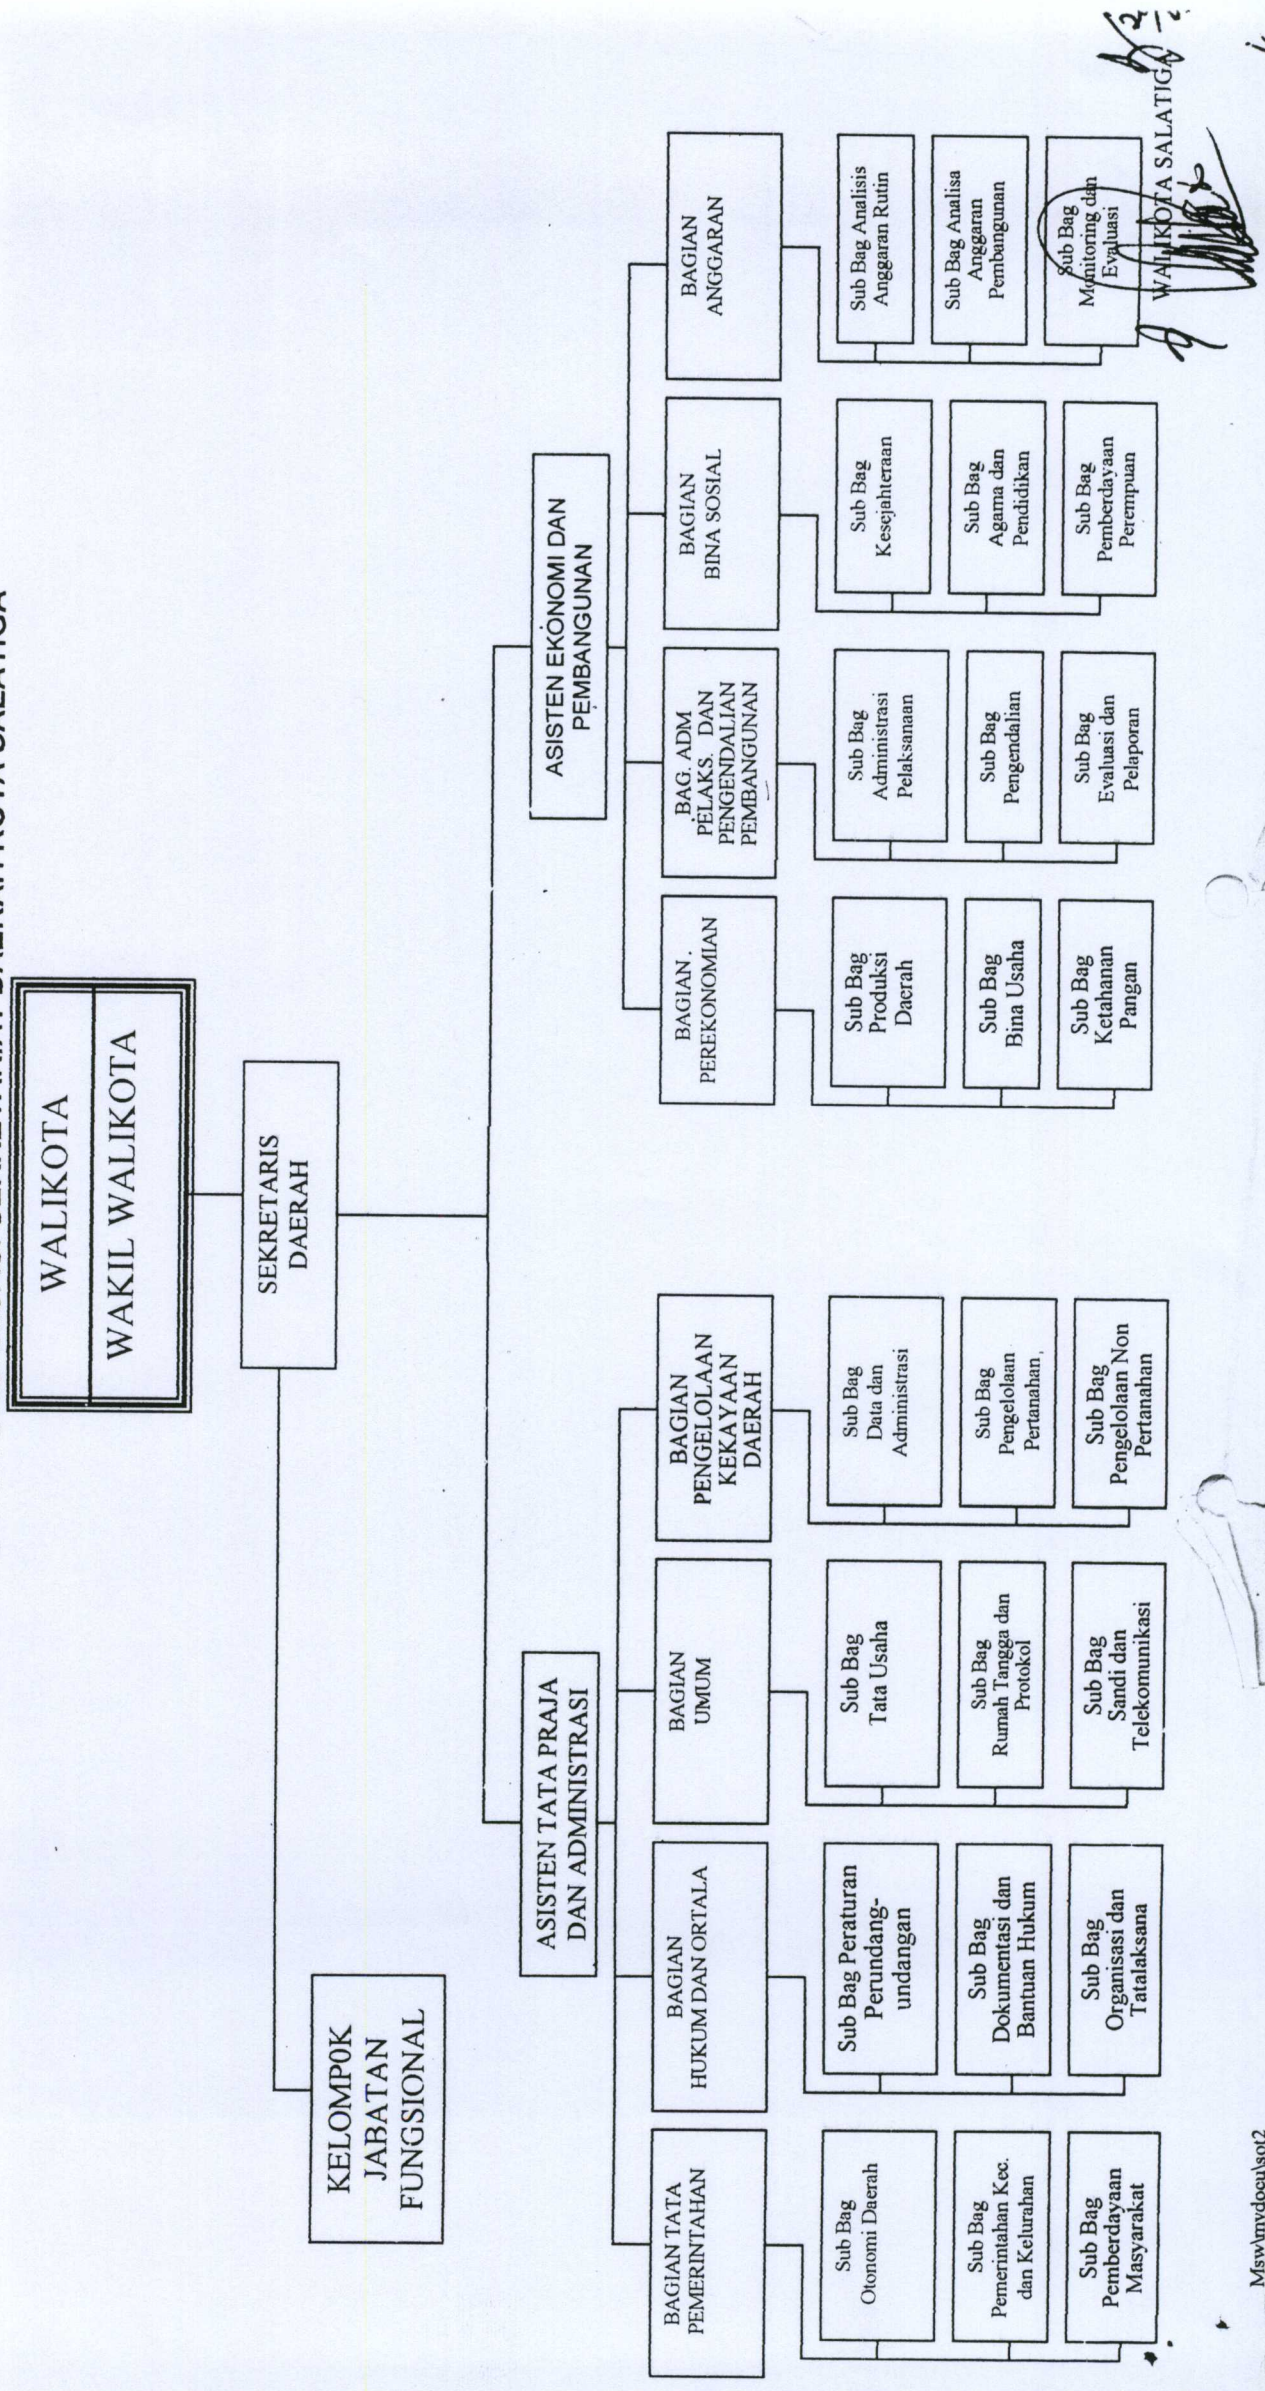 WALIKOTA
WAKIL WALIKOTA
SEKRETARIS
DAERAH
KELOMP0K
JABATAN
FUNGSIONAL
ASISTEN TATA PRAJA
DAN ADMINISTRASI
ASISTEN EKONOMI DAN
PEMBANGUNAN
BAGIAN TATA
PEMERINTAHAN
BAGIAN
HUKUM DAN ORTALA
BAGIAN
UMUM
BAGIAN
PENGELOLAAN
KEKAYAAN
DAERAH
BAGIAN .
PEREKONOMIAN
BAG. ADM
PELAKS. DAN
PENGENDALIAN
PEMBANGUNAN
BAGIAN
BINA SOSIAL
BAGIAN
ANGGARAN
Sub Bag
Otonomi Daerah
Sub Bag
Pemerintahan Kec.
dan Kelurahan
Sub Bag
Pemberdayaan
Masyarakat
Sub Bag Peraturan
Perundang-
undangan
Sub Bag
Dokumentasi dan
Bantuan Hukum
Sub Bag
Organisasi dan
Tatalaksana
Sub Bag
Tata Usaha
Sub Bag
Rumah Tangga dan
Protokol
Sub Bag
Sandi dan
Telekomunikasi
Sub Bag
Data dan
Administrasi
Sub Bag
Pengelolaan
Pertanahan
Sub Bag
Pengelolaan Non
Pertanahan
Sub Bag
Produksi
Daerah
Sub Bag
Bina Usaha
Sub Bag
Ketahanan
Pangan
Sub Bag
Administrasi
Pelaksanaan
Sub Bag
Pengendalian
Sub Bag
Evaluasi dan
Pelaporan
Sub Bag
Kesejahteraan
Sub Bag
Agama dan
Pendidikan
Sub Bag
Pemberdayaan
Perempuan
Sub Bag Analisis
Anggaran Rutin
Sub Bag Analisa
Anggaran
Pembangunan
Sub Bag
Monitoring dan
Evaluasi
WALIKOTA SALATIGA
Msw\mydocu\sot2